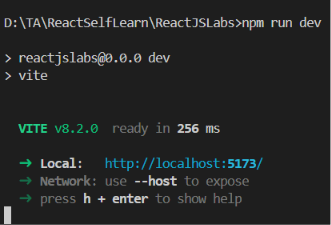 D:\TA\ReactSelfLearn\ReactJSLabs>npm run dev
> reactjslabs@0.0.0 dev
> vite
VITE v8.2.0 ready in 256 ms
➜ Local: http://localhost:5173/
➜ Network: use --host to expose
➜ press h + enter to show help